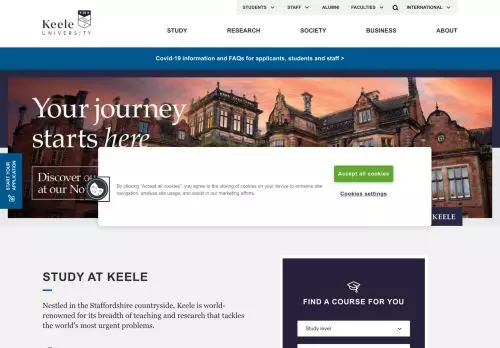 STUDENTS STAFF ALUMNI FACULTIES INTERNATIONAL
Keele
UNIVERSITY
STUDY RESEARCH SOCIETY BUSINESS ABOUT
Covid-19 information and FAQs for applicants, students and staff >
Your journey
starts here
START YOUR
APPLICATION
Discover
at our No
Accept all cookies
By clicking "Accept all cookies", you agree to the storing of cookies on your device to enhance site
navigation, analyse site usage, and assist in our marketing efforts.
Cookies settings
KEELE
STUDY AT KEELE
Nestled in the Staffordshire countryside, Keele is world-
renowned for its breadth of teaching and research that tackles
the world's most urgent problems.
FIND A COURSE FOR YOU
Study level